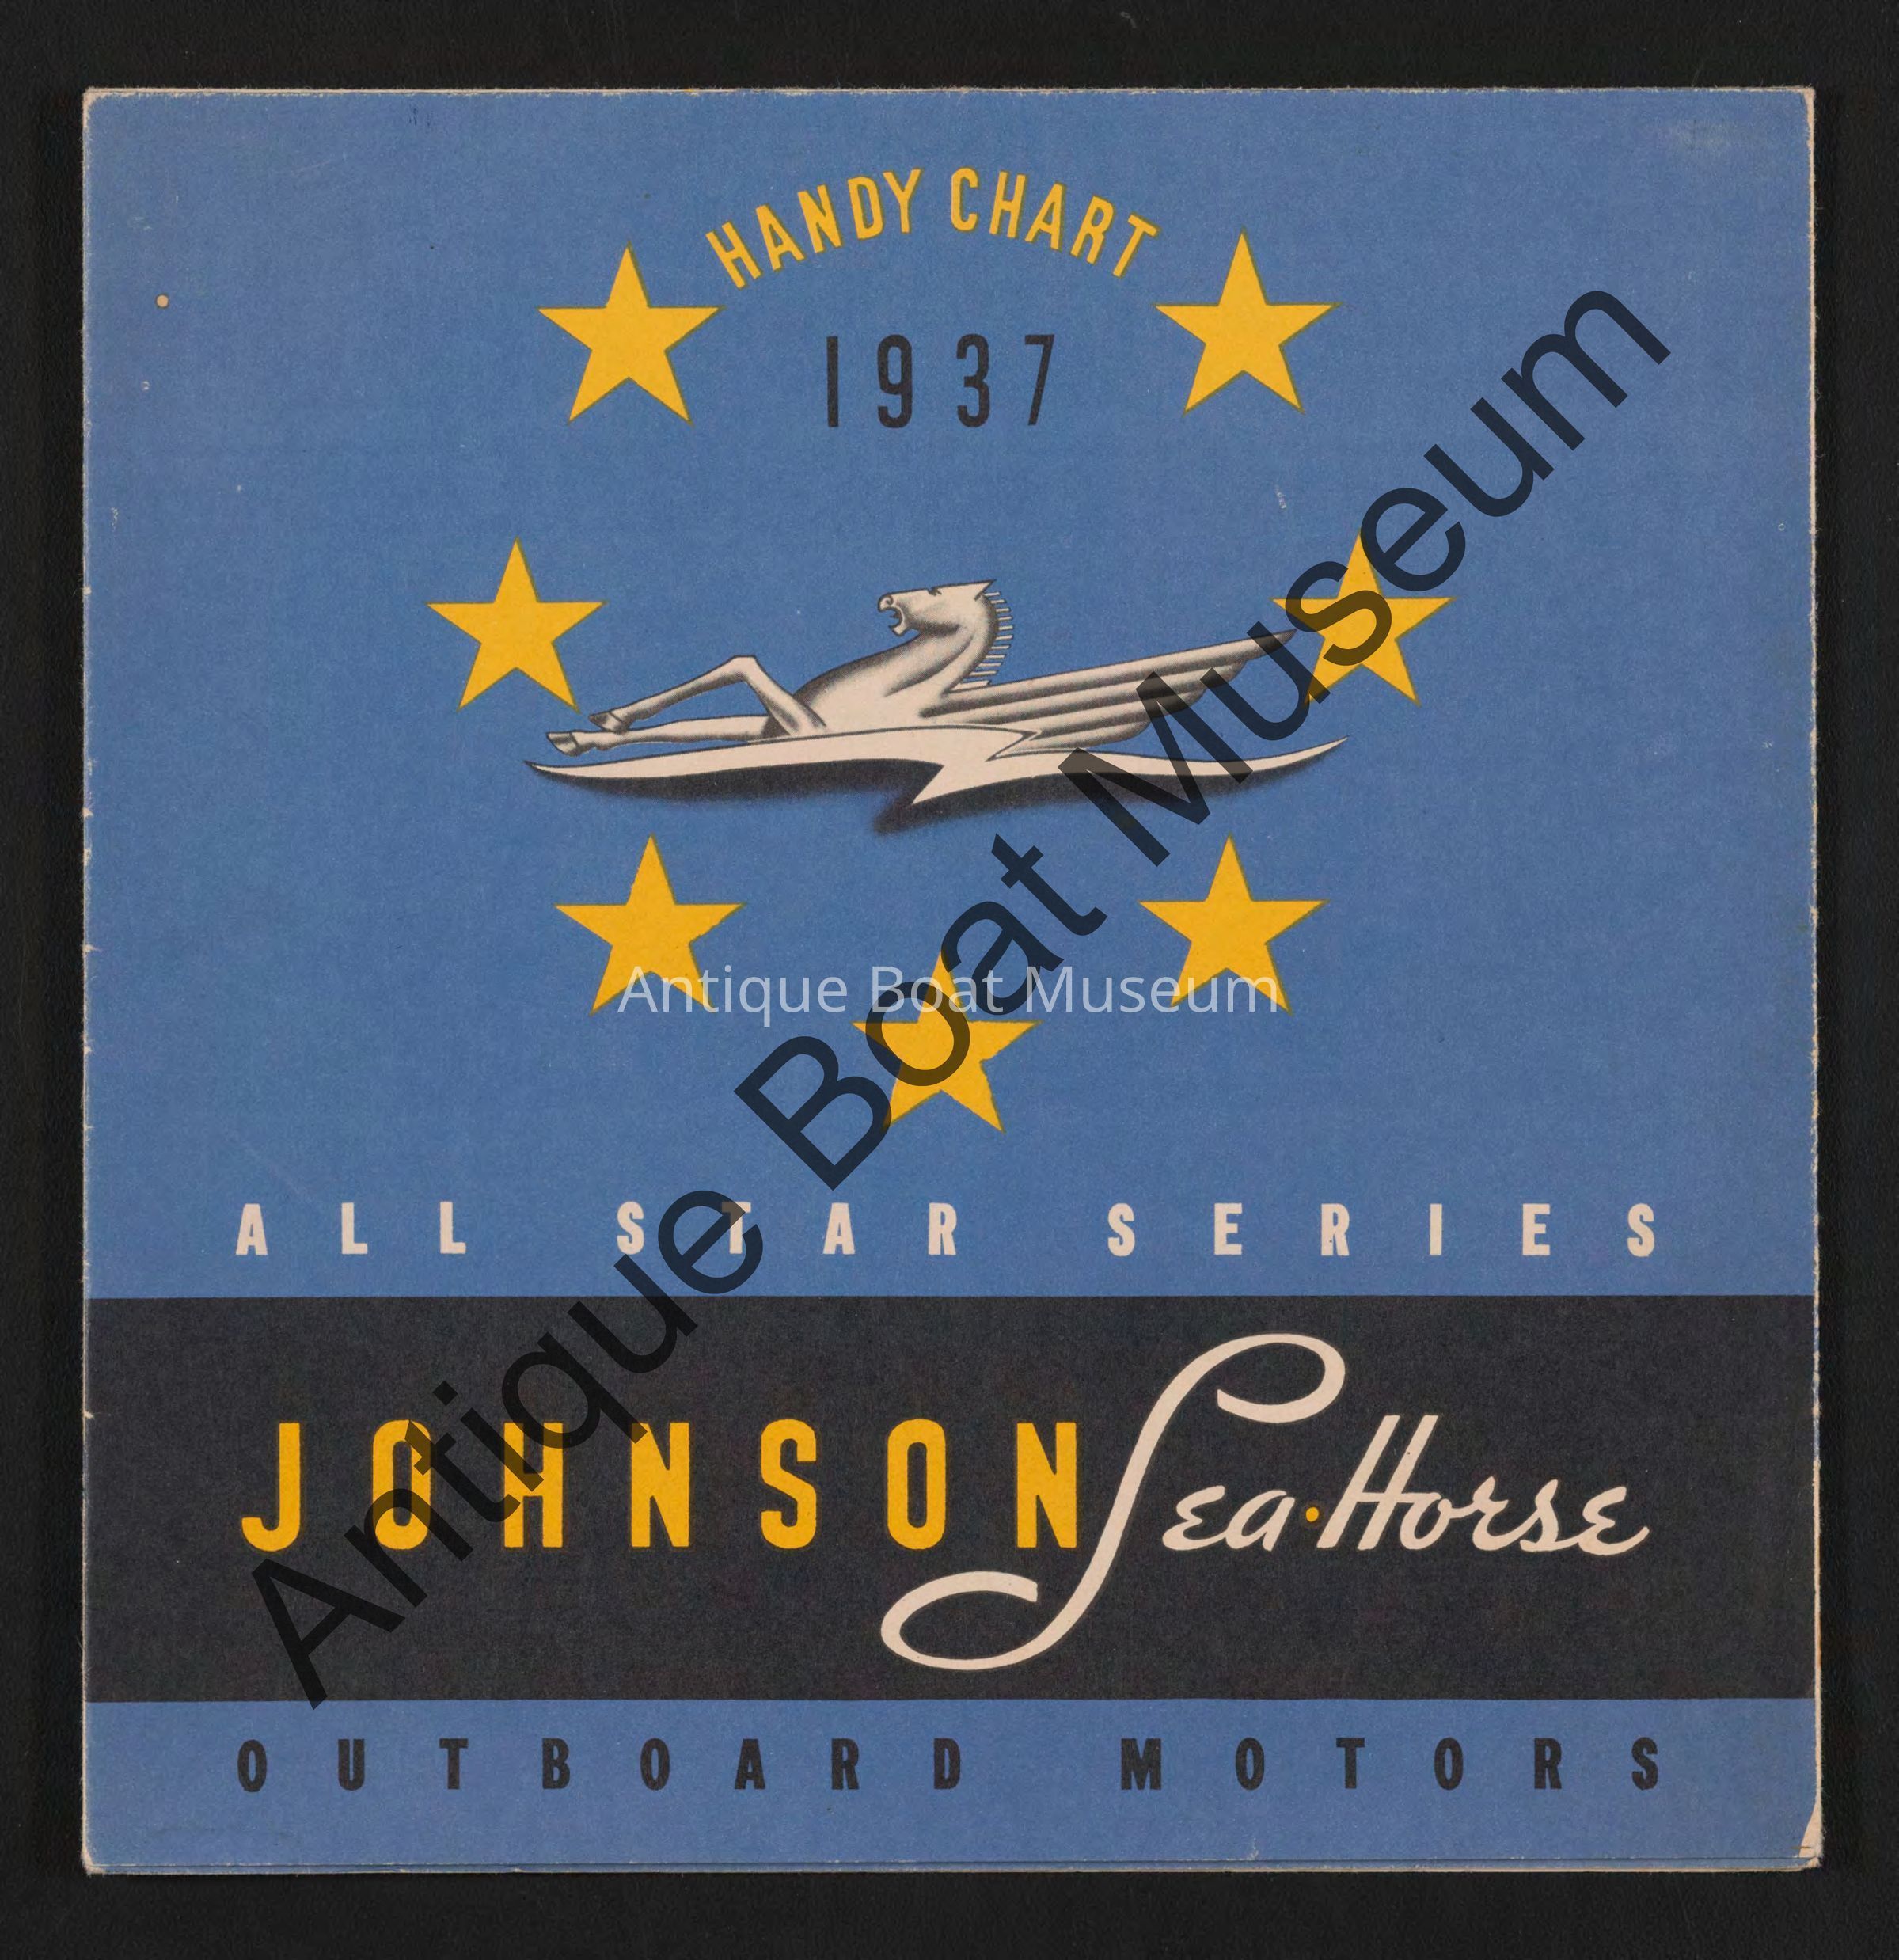 HANDY CHART
1937
Antique Boat Museum
Antique Boat Museum
ALL STAR SERIES
JOHNSON Sea·Horse
OUTBOARD MOTORS